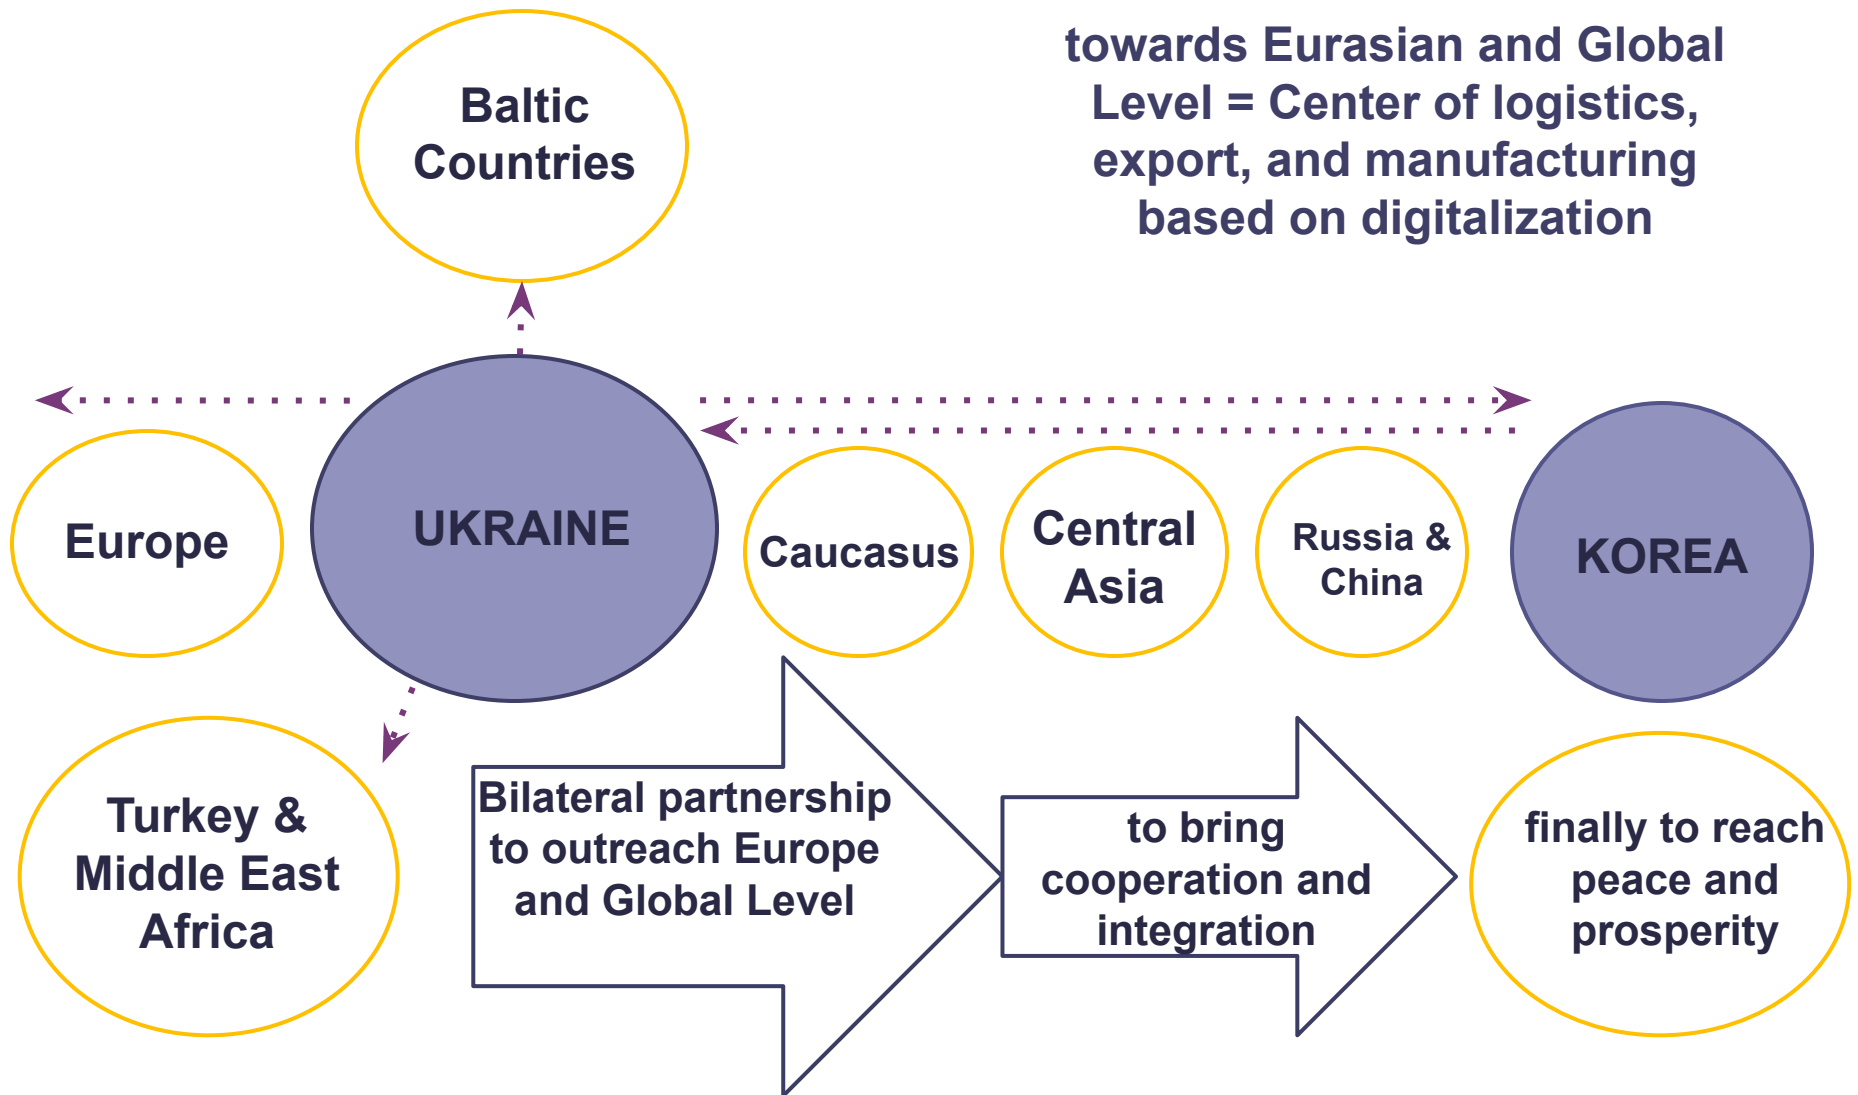 towards Eurasian and Global
Level = Center of logistics,
export, and manufacturing
based on digitalization
Baltic
Countries
Europe
UKRAINE
Caucasus
Central
Asia
Russia &
China
KOREA
Turkey &
Middle East
Africa
Bilateral partnership
to outreach Europe
and Global Level
to bring
cooperation and
integration
finally to reach
peace and
prosperity